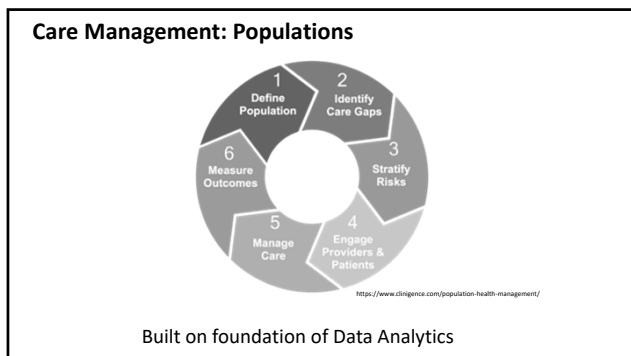 Care Management: Populations
1
Define
Population
2
Identify
Care Gaps
3
Stratify
Risks
4
Engage
Providers &
Patients
5
Manage
Care
6
Measure
Outcomes
https://www.clinigence.com/population-health-management/
Built on foundation of Data Analytics